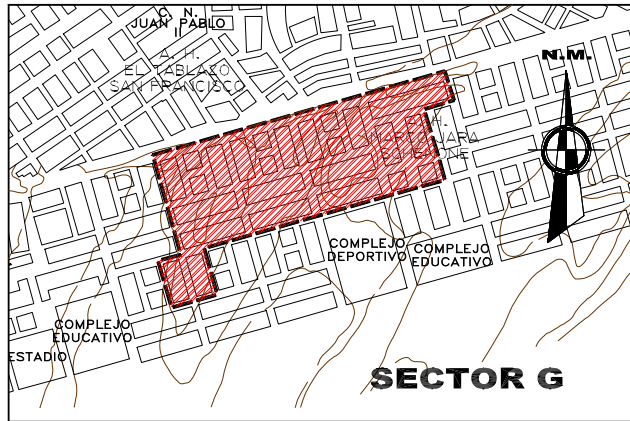 C. N.
JUAN PABLO
II
A. H.
EL TABLAZO
SAN FRANCISCO
N.M.
H.
COMPLEJO
DEPORTIVO
COMPLEJO
EDUCATIVO
COMPLEJO
EDUCATIVO
ESTADIO
SECTOR G